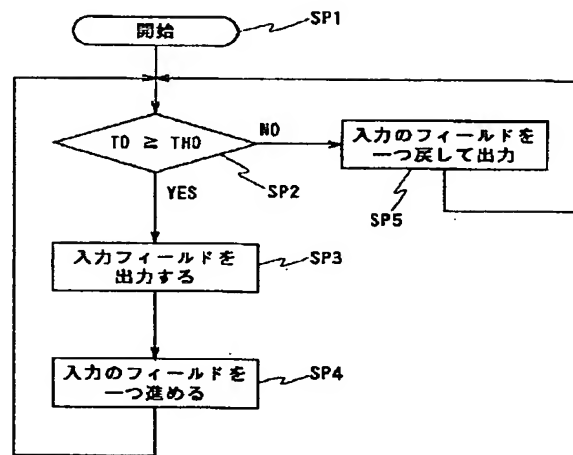 開始
SP1
TD ≧ THD
NO
SP2
YES
入力のフィールドを
一つ戻して出力
SP5
入力フィールドを
出力する
SP3
入力のフィールドを
一つ進める
SP4